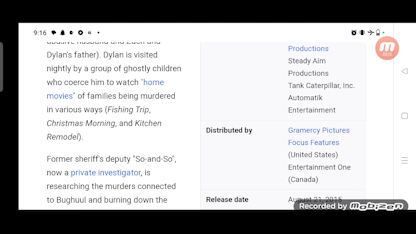 9:16
abusive husband and Zach and
Dylan's father). Dylan is visited
nightly by a group of ghostly children
who coerce him to watch "home
movies" of families being murdered
in various ways (Fishing Trip,
Christmas Morning, and Kitchen
Remodel).
Former sheriff's deputy "So-and-So",
now a private investigator, is
researching the murders connected
to Bughuul and burning down the
Productions
Steady Aim
Productions
Tank Caterpillar, Inc.
Automatik
Entertainment
Distributed by
Gramercy Pictures
Focus Features
(United States)
Entertainment One
(Canada)
Release date
August 21, 2015
Recorded by Mobizen